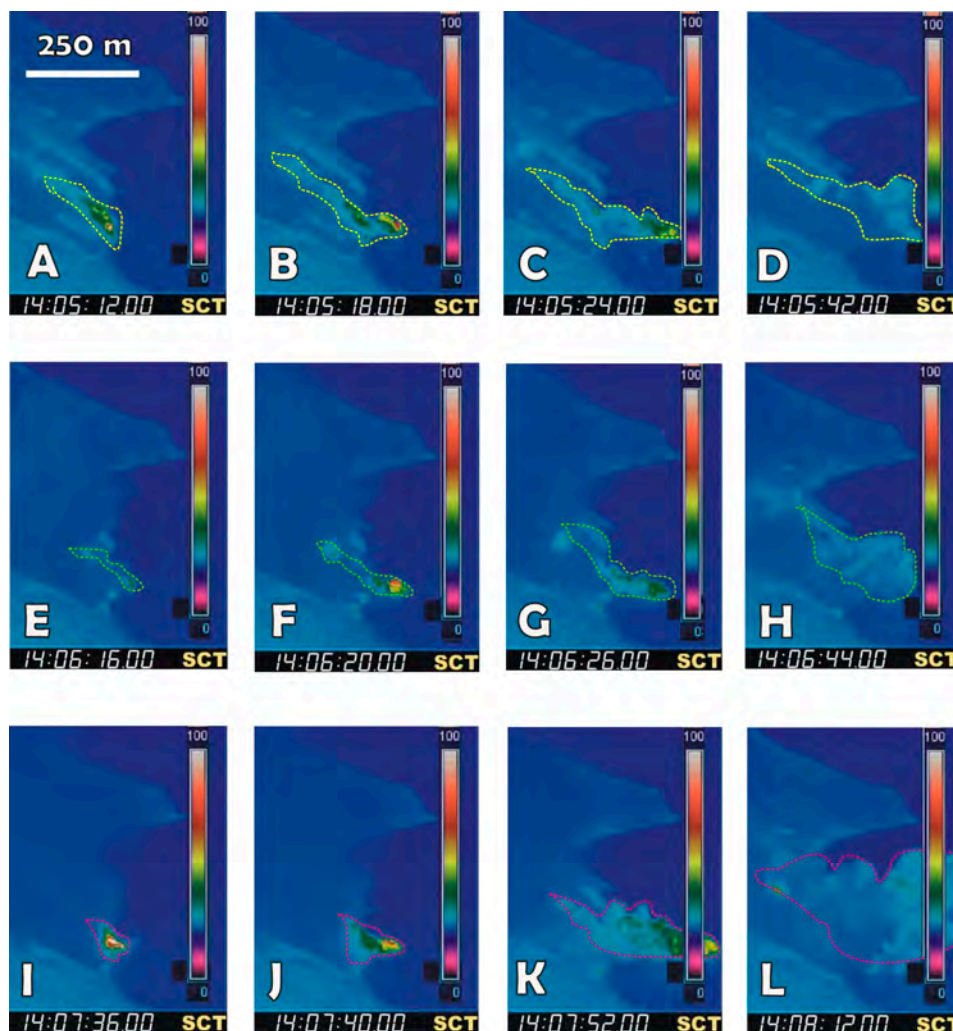 250 m
100
100
100
100
A
B
C
D
0
0
0
0
14:05:12.00 SCT
14:05:18.00 SCT
14:05:24.00 SCT
14:05:42.00 SCT
100
100
100
100
E
F
G
H
0
0
0
0
14:06:16.00 SCT
14:06:20.00 SCT
14:06:26.00 SCT
14:06:44.00 SCT
100
100
100
100
I
J
K
L
0
0
0
0
14:07:36.00 SCT
14:07:40.00 SCT
14:07:52.00 SCT
14:08:12.00 SCT